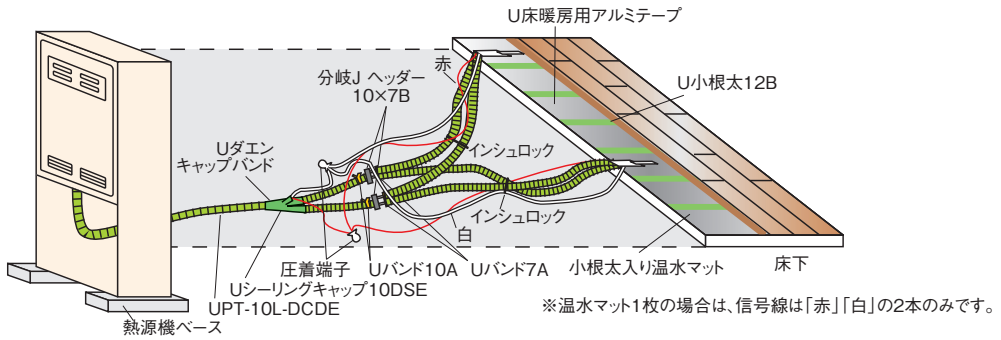 U床暖房用アルミテープ
赤
分岐J ヘッダー
10×7B
U小根太12B
Uダエン
キャップバンド
インシュロック
インシュロック
白
圧着端子
Uバンド10A
Uバンド7A
小根太入り温水マット
床下
Uシーリングキャップ10DSE
UPT-10L-DCDE
熱源機ベース
※温水マット1枚の場合は、信号線は「赤」「白」の2本のみです。